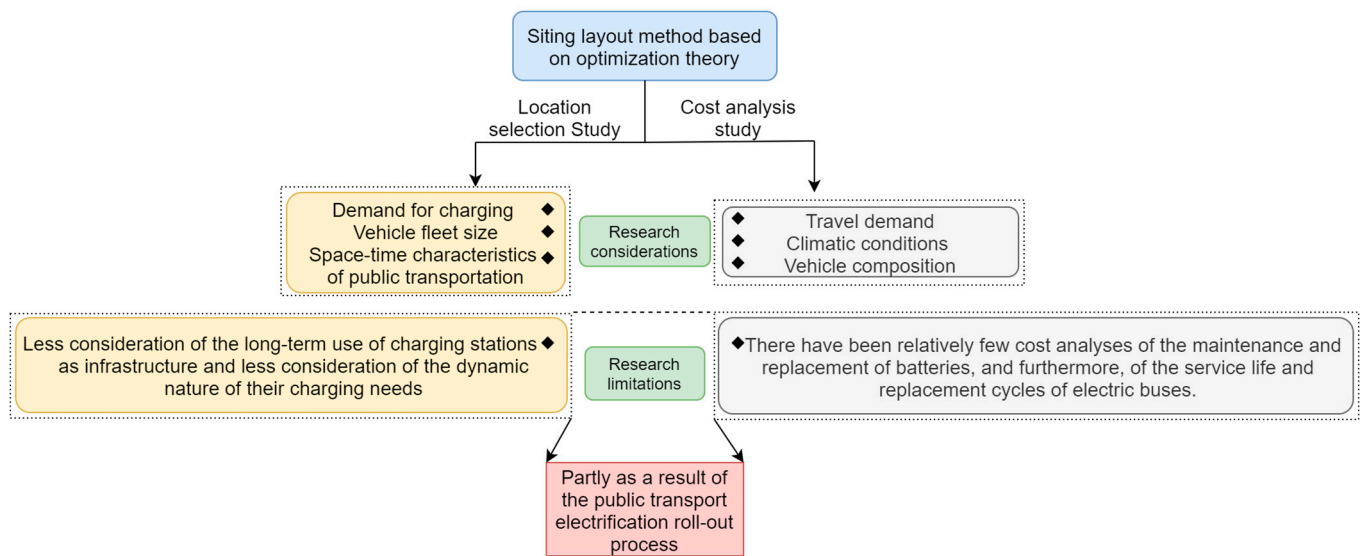 Siting layout method based
on optimization theory
Location
selection Study
Cost analysis
study
Demand for charging
Vehicle fleet size
Space-time characteristics
of public transportation
Research
considerations
Travel demand
Climatic conditions
Vehicle composition
Less consideration of the long-term use of charging stations
as infrastructure and less consideration of the dynamic
nature of their charging needs
Research
limitations
There have been relatively few cost analyses of the maintenance and
replacement of batteries, and furthermore, of the service life and
replacement cycles of electric buses.
Partly as a result of
the public transport
electrification roll-out
process